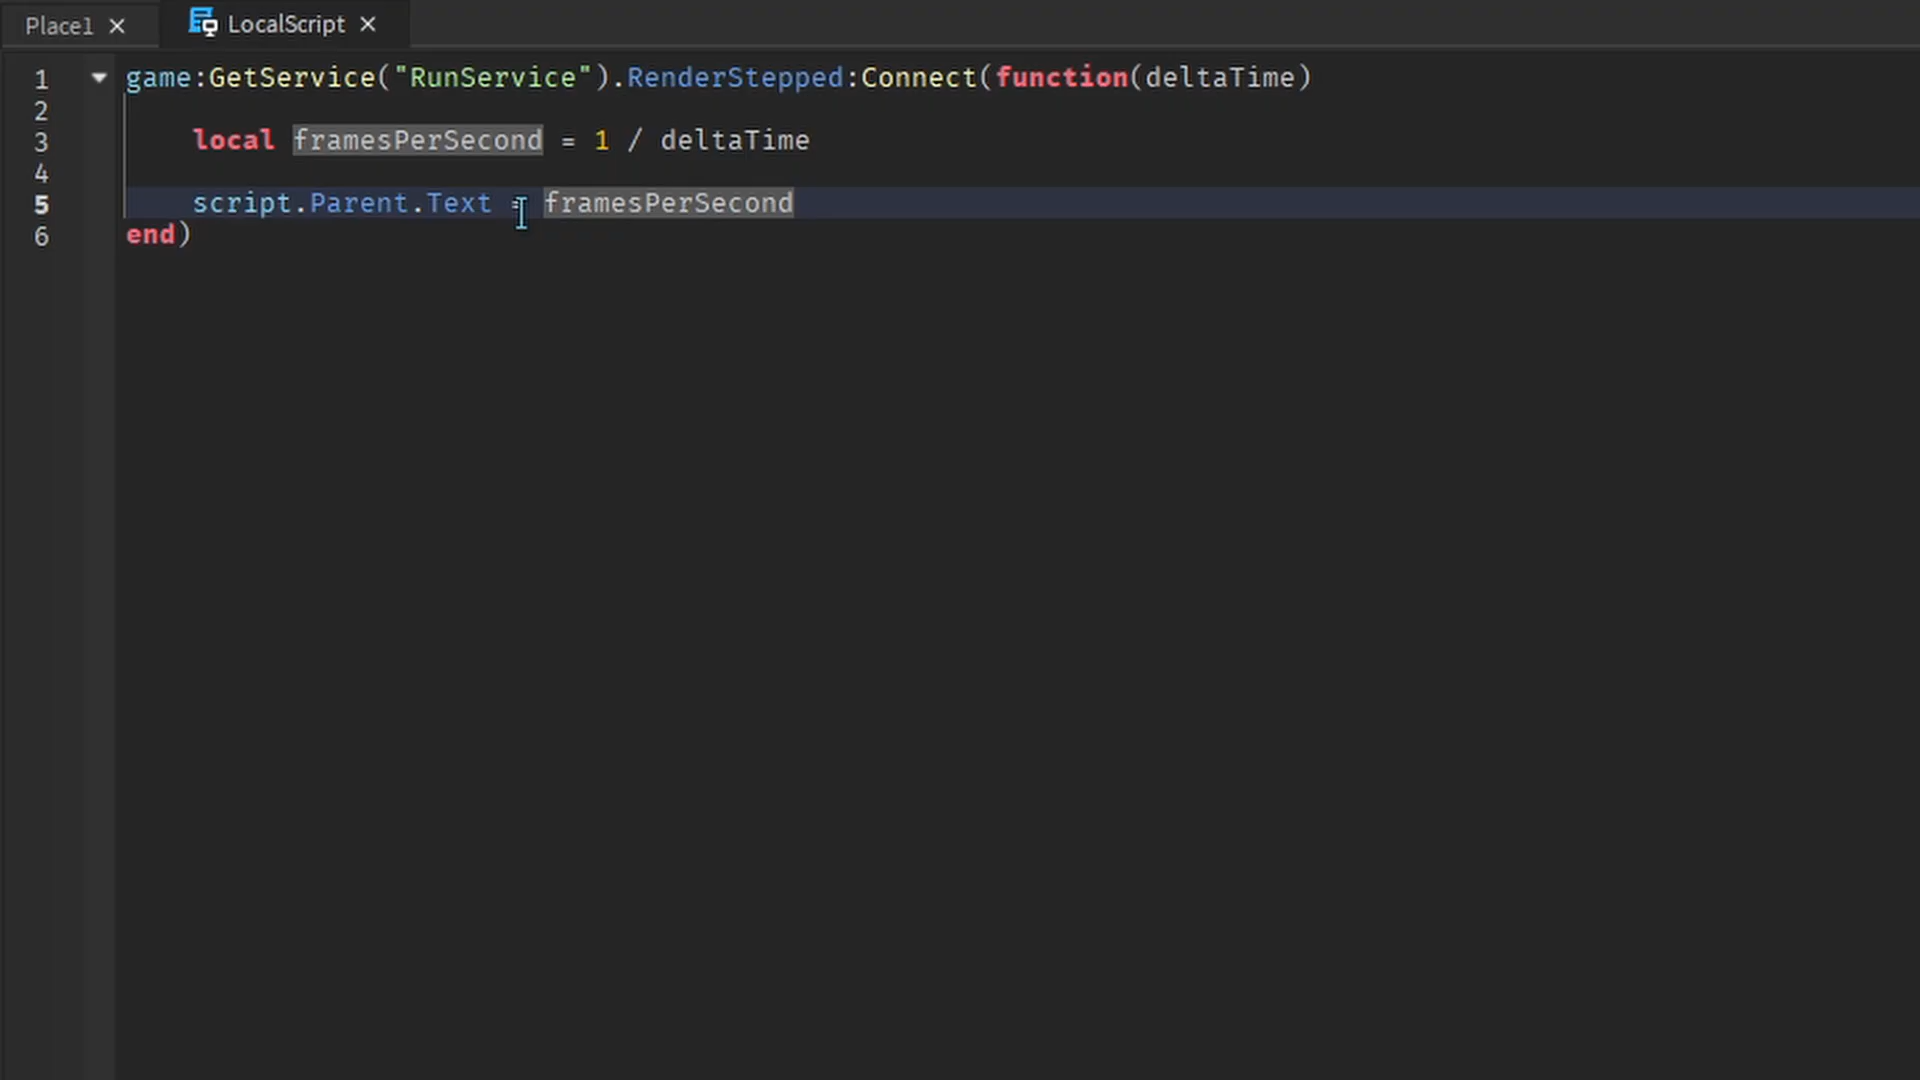 Place1
LocalScript
1 game:GetService("RunService").RenderStepped:Connect(function(deltaTime)
2
3 local framesPerSecond = 1 / deltaTime
4
5 script.Parent.Text = framesPerSecond
6 end)